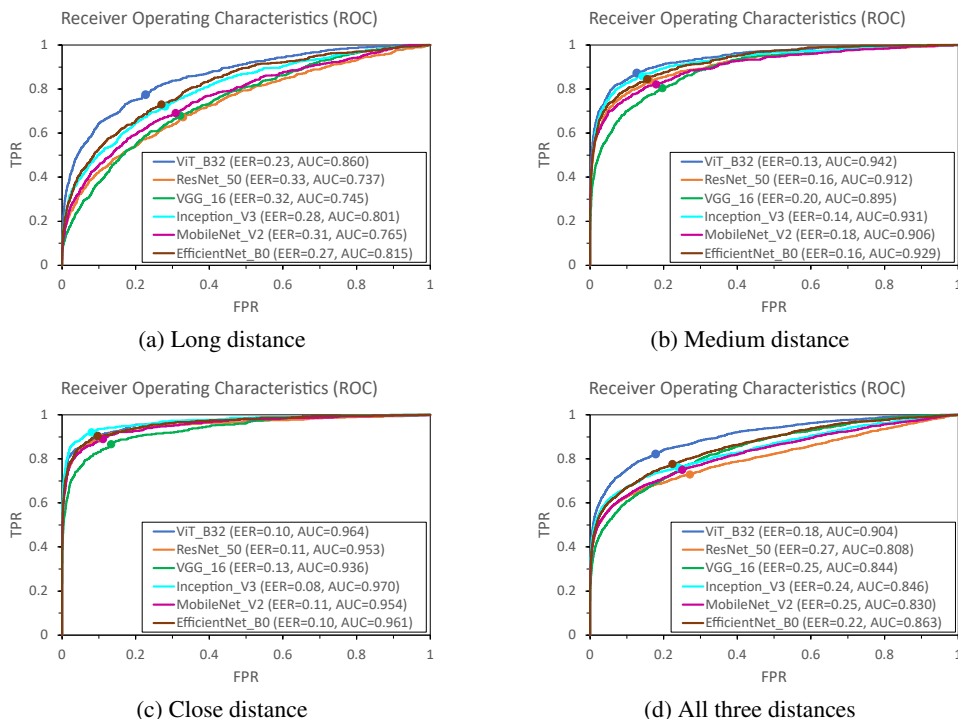 Receiver Operating Characteristics (ROC)
1
0.8
0.6
0.4
0.2
0
TPR
ViT_B32 (EER=0.23, AUC=0.860)
ResNet_50 (EER=0.33, AUC=0.737)
VGG_16 (EER=0.32, AUC=0.745)
Inception_V3 (EER=0.28, AUC=0.801)
MobileNet_V2 (EER=0.31, AUC=0.765)
EfficientNet_B0 (EER=0.27, AUC=0.815)
0 0.2 0.4 0.6 0.8 1
FPR
(a) Long distance
Receiver Operating Characteristics (ROC)
1
0.8
0.6
0.4
0.2
0
TPR
ViT_B32 (EER=0.13, AUC=0.942)
ResNet_50 (EER=0.16, AUC=0.912)
VGG_16 (EER=0.20, AUC=0.895)
Inception_V3 (EER=0.14, AUC=0.931)
MobileNet_V2 (EER=0.18, AUC=0.906)
EfficientNet_B0 (EER=0.16, AUC=0.929)
0 0.2 0.4 0.6 0.8 1
FPR
(b) Medium distance
Receiver Operating Characteristics (ROC)
1
0.8
0.6
0.4
0.2
0
TPR
ViT_B32 (EER=0.10, AUC=0.964)
ResNet_50 (EER=0.11, AUC=0.953)
VGG_16 (EER=0.13, AUC=0.936)
Inception_V3 (EER=0.08, AUC=0.970)
MobileNet_V2 (EER=0.11, AUC=0.954)
EfficientNet_B0 (EER=0.10, AUC=0.961)
0 0.2 0.4 0.6 0.8 1
FPR
(c) Close distance
Receiver Operating Characteristics (ROC)
1
0.8
0.6
0.4
0.2
0
TPR
ViT_B32 (EER=0.18, AUC=0.904)
ResNet_50 (EER=0.27, AUC=0.808)
VGG_16 (EER=0.25, AUC=0.844)
Inception_V3 (EER=0.24, AUC=0.846)
MobileNet_V2 (EER=0.25, AUC=0.830)
EfficientNet_B0 (EER=0.22, AUC=0.863)
0 0.2 0.4 0.6 0.8 1
FPR
(d) All three distances